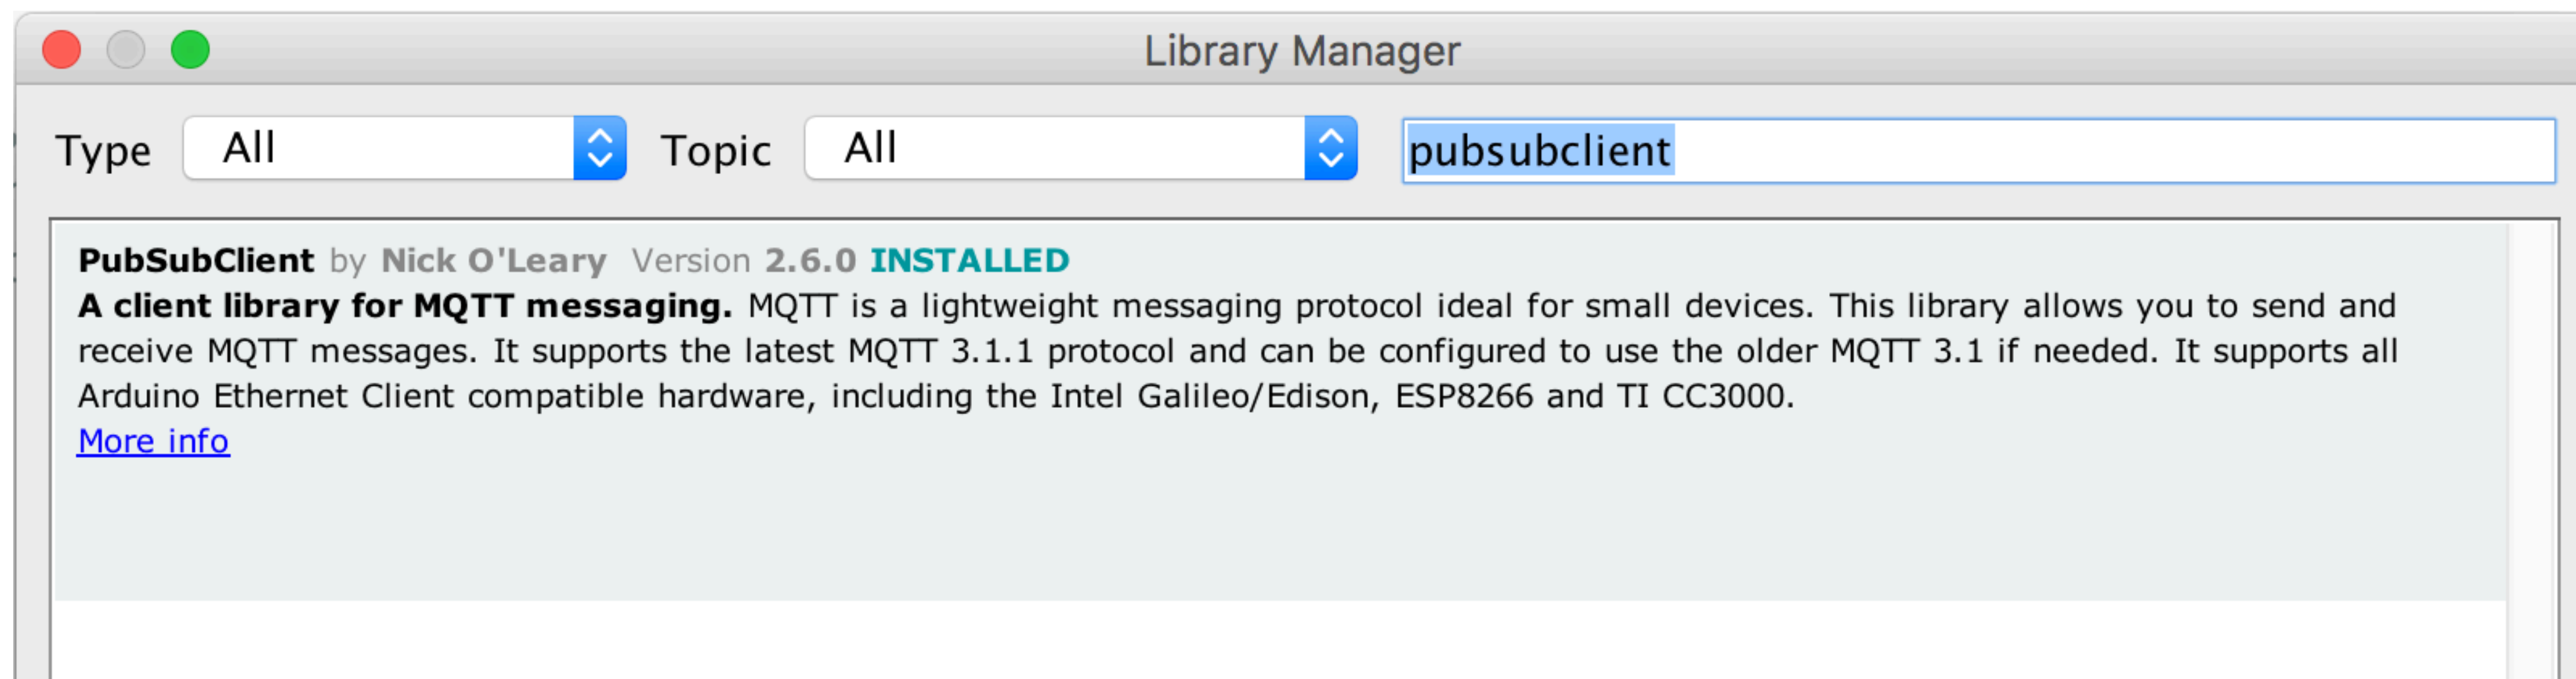 Library Manager
Type All Topic All pubsubclient
PubSubClient by Nick O'Leary Version 2.6.0 INSTALLED
A client library for MQTT messaging. MQTT is a lightweight messaging protocol ideal for small devices. This library allows you to send and
receive MQTT messages. It supports the latest MQTT 3.1.1 protocol and can be configured to use the older MQTT 3.1 if needed. It supports all
Arduino Ethernet Client compatible hardware, including the Intel Galileo/Edison, ESP8266 and TI CC3000.
More info